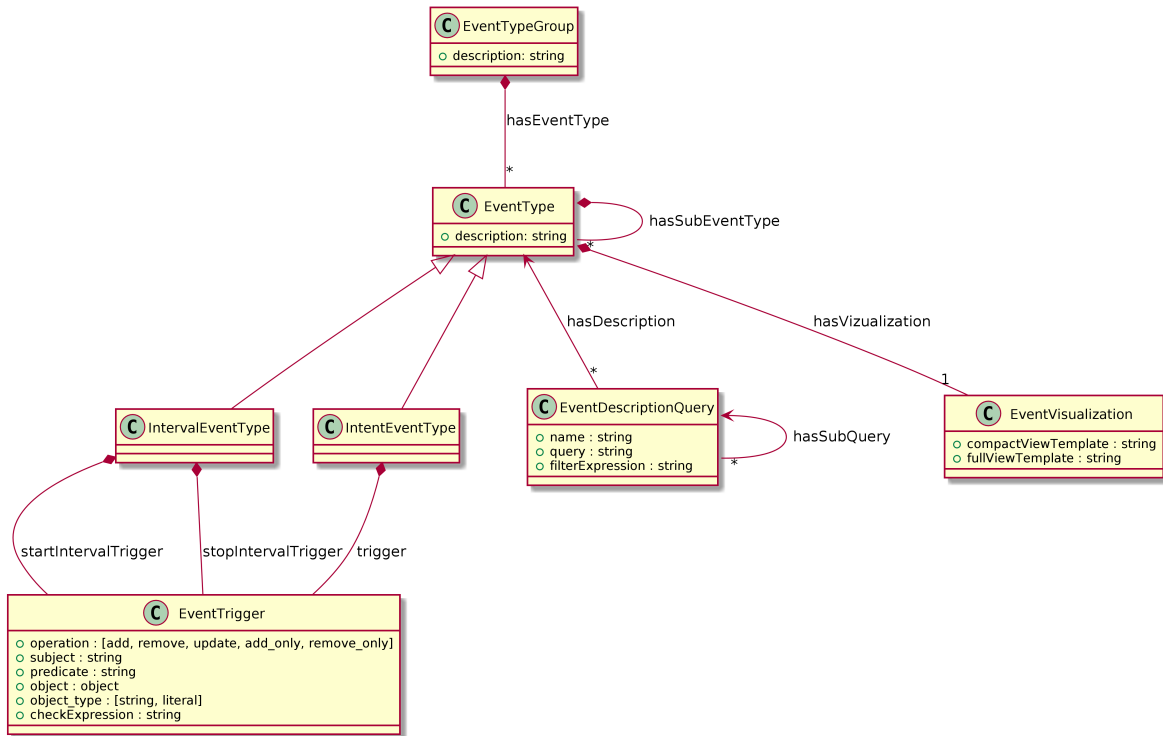 C EventTypeGroup
description: string
hasEventType
*
C EventType
description: string
hasSubEventType
*
hasDescription
*
hasVizualization
1
C IntervalEventType
C IntentEventType
C EventDescriptionQuery
name : string
query : string
filterExpression : string
hasSubQuery
*
C EventVisualization
compactViewTemplate : string
fullViewTemplate : string
startIntervalTrigger
stopIntervalTrigger
trigger
C EventTrigger
operation : [add, remove, update, add_only, remove_only]
subject : string
predicate : string
object : object
object_type : [string, literal]
checkExpression : string